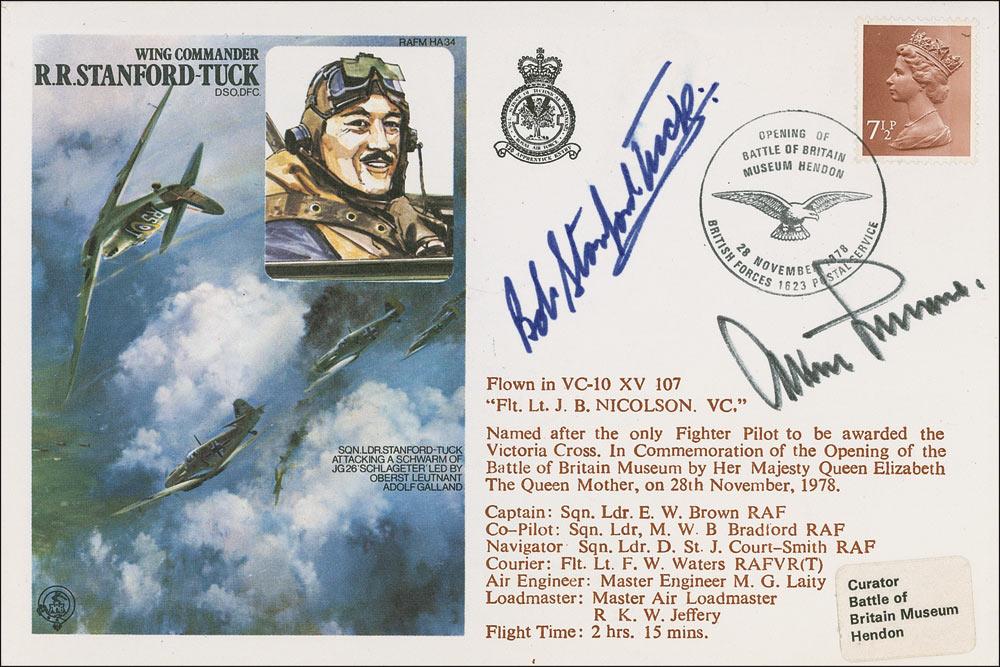 WING COMMANDER
R.R.STANFORD-TUCK
DSO,DFC.
RAFM HA34
SQN.LDR.STANFORD-TUCK
ATTACKING A SCHWARM OF
JG26 'SCHLAGETER' LED BY
OBERST LEUTNANT
ADOLF GALLAND
Bob Stanford Tuck.
7½P
OPENING OF
BATTLE OF BRITAIN
MUSEUM HENDON
28 NOVEMBER 1978
BRITISH FORCES 1623 POSTAL SERVICE
Flown in VC-10 XV 107
"Flt. Lt. J. B. NICOLSON. VC."
Named after the only Fighter Pilot to be awarded the
Victoria Cross. In Commemoration of the Opening of the
Battle of Britain Museum by Her Majesty Queen Elizabeth
The Queen Mother, on 28th November, 1978.
Captain: Sqn. Ldr. E. W. Brown RAF
Co-Pilot: Sqn. Ldr, M. W. B Bradford RAF
Navigator Sqn. Ldr. D. St. J. Court-Smith RAF
Courier: Flt. Lt. F. W. Waters RAFVR(T)
Air Engineer: Master Engineer M. G. Laity
Loadmaster: Master Air Loadmaster
R. K. W. Jeffery
Flight Time: 2 hrs. 15 mins.
Curator
Battle of
Britain Museum
Hendon